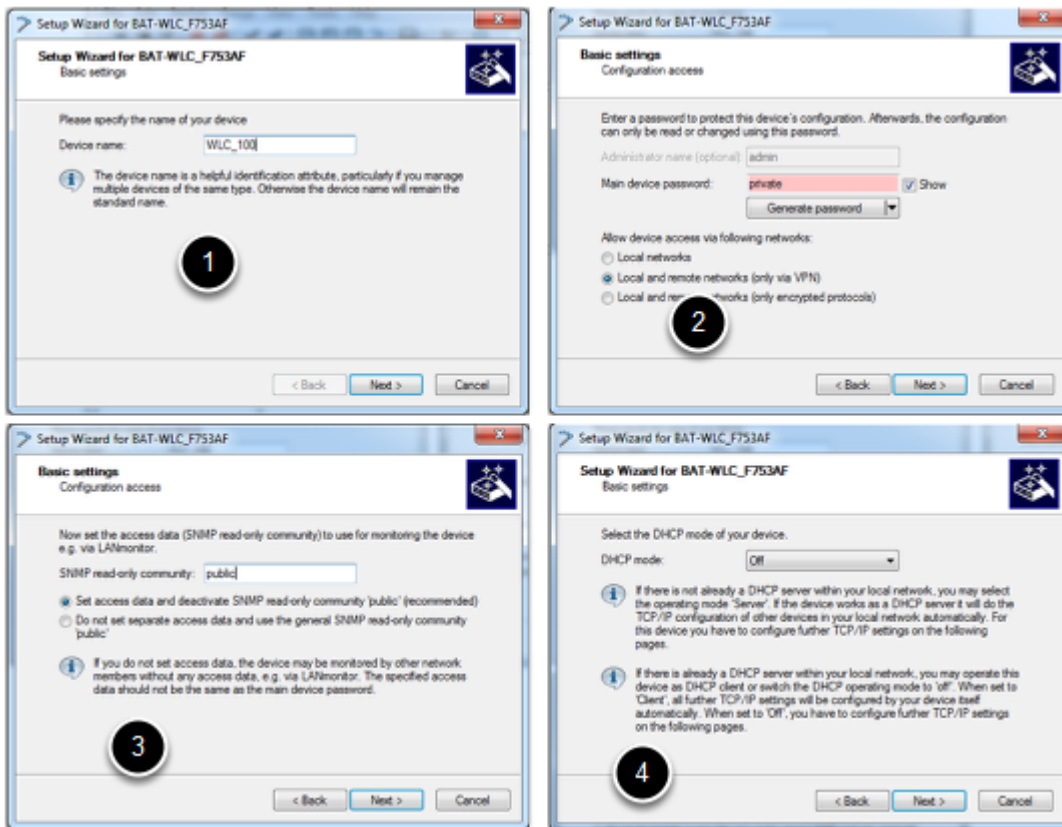 Setup Wizard for BAT-WLC_F753AF
Setup Wizard for BAT-WLC_F753AF
Basic settings
Please specify the name of your device
Device name: WLC_100
The device name is a helpful identification attribute, particularly if you manage
multiple devices of the same type. Otherwise the device name will remain the
standard name.
1
< Back Next > Cancel
Setup Wizard for BAT-WLC_F753AF
Basic settings
Configuration access
Enter a password to protect this device's configuration. Afterwards, the configuration
can only be read or changed using this password.
Administrator name (optional) admin
Main device password: private Show
Generate password
Allow device access via following networks:
Local networks
Local and remote networks (only via VPN)
Local and networks (only encrypted protocols)
2
< Back Next > Cancel
Setup Wizard for BAT-WLC_F753AF
Basic settings
Configuration access
Now set the access data (SNMP read-only community) to use for monitoring the device
e.g. via LANmonitor.
SNMP read-only community: public
Set access data and deactivate SNMP read-only community 'public' (recommended)
Do not set separate access data and use the general SNMP read-only community
'public'
If you do not set access data, the device may be monitored by other network
members without any access data, e.g. via LANmonitor. The specified access
data should not be the same as the main device password.
3
< Back Next > Cancel
Setup Wizard for BAT-WLC_F753AF
Setup Wizard for BAT-WLC_F753AF
Basic settings
Select the DHCP mode of your device.
DHCP mode: Off
If there is not already a DHCP server within your local network, you may select
the operating mode 'Server'. If the device works as a DHCP server it will do the
TCP/IP configuration of other devices in your local network automatically. For
this device you have to configure further TCP/IP settings on the following
pages.
If there is already a DHCP server within your local network, you may operate this
device as DHCP client or switch the DHCP operating mode to 'off'. When set to
'Client', all further TCP/IP settings will be configured by your device itself
automatically. When set to 'Off', you have to configure further TCP/IP settings
on the following pages.
4
< Back Next > Cancel